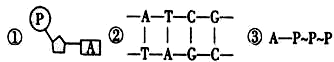 ① P A ② —A—T—C—G— ③ A—P~P~P
—T—A—G—C—